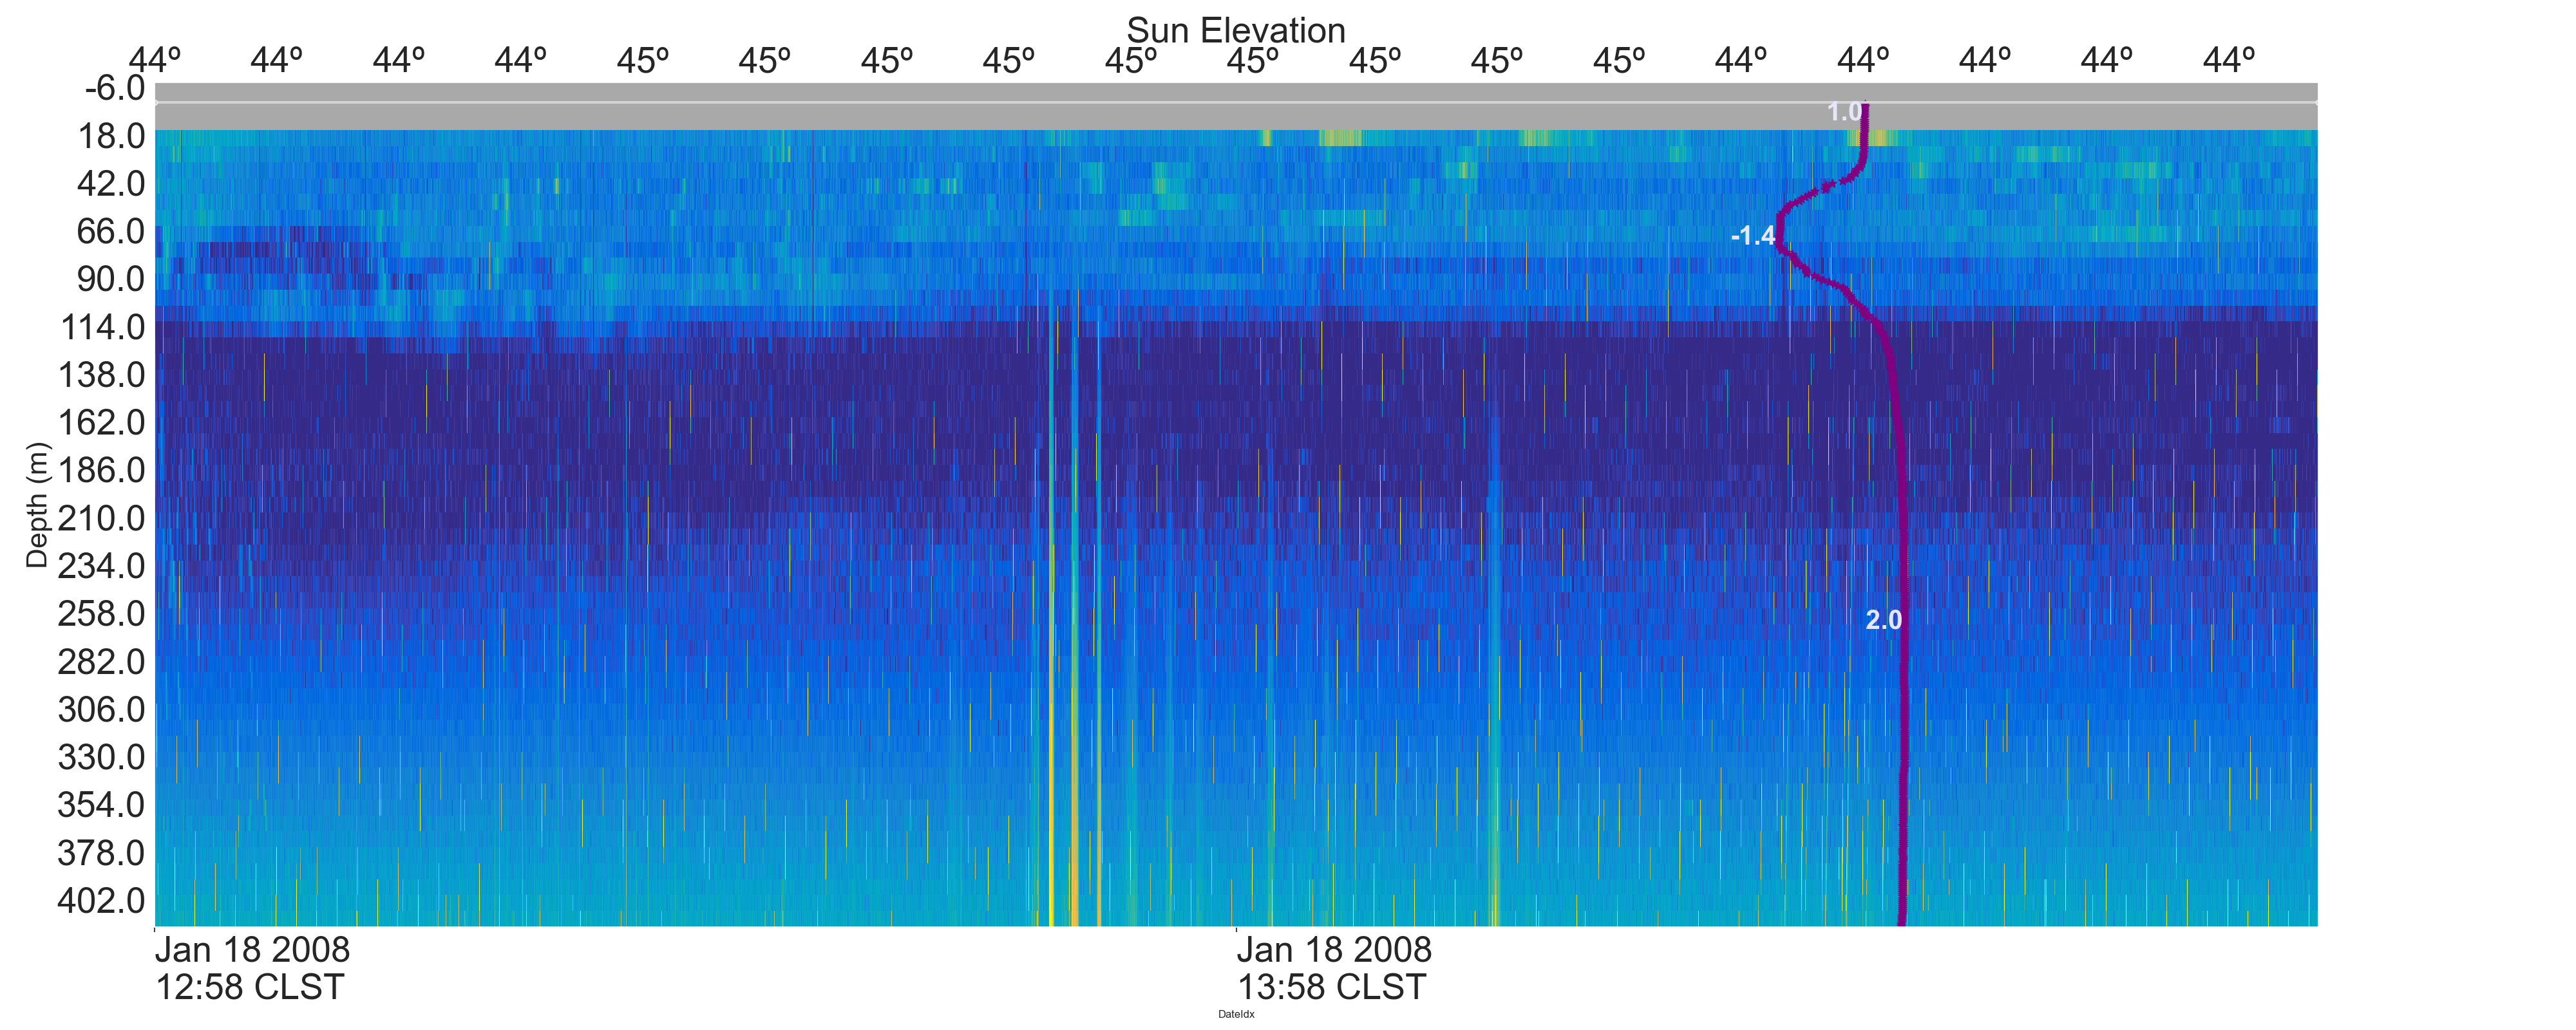 Sun Elevation
44º 44º 44º 44º 45º 45º 45º 45º 45º 45º 45º 45º 45º 44º 44º 44º 44º 44º
-6.0
18.0
42.0
66.0
90.0
114.0
138.0
162.0
186.0
210.0
234.0
258.0
282.0
306.0
330.0
354.0
378.0
402.0
Depth (m)
1.0
-1.4
2.0
Jan 18 2008
12:58 CLST
Jan 18 2008
13:58 CLST
DateIdx